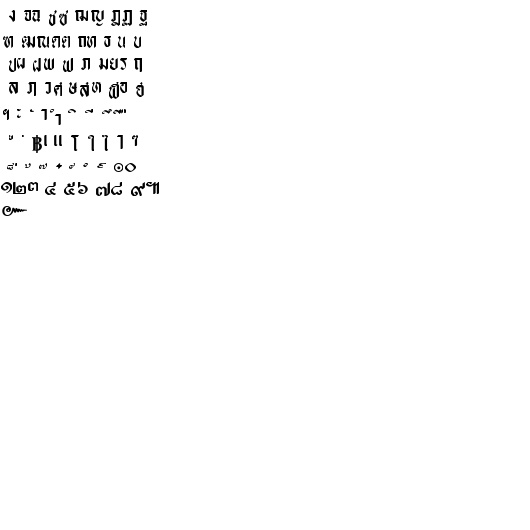 ง จฉ ชซ ฌญ ฎฏ ฐ
ฑ ฒณดต ถท ธ น บ
ปผ ฝพ ฟ ภ มยร ฤ
ล ฦ วศ ษสห ฬอ ฮ
ฯ ะ ั า ำ ิ ี ึ ื
ุ ู ฺ ฿เ แ โ ใ ไ ๅ ๆ
็ ่ ้ ๊ ๋ ์ ํ ๎ ๏๐
๑๒๓ ๔ ๕๖ ๗๘ ๙๚
๛